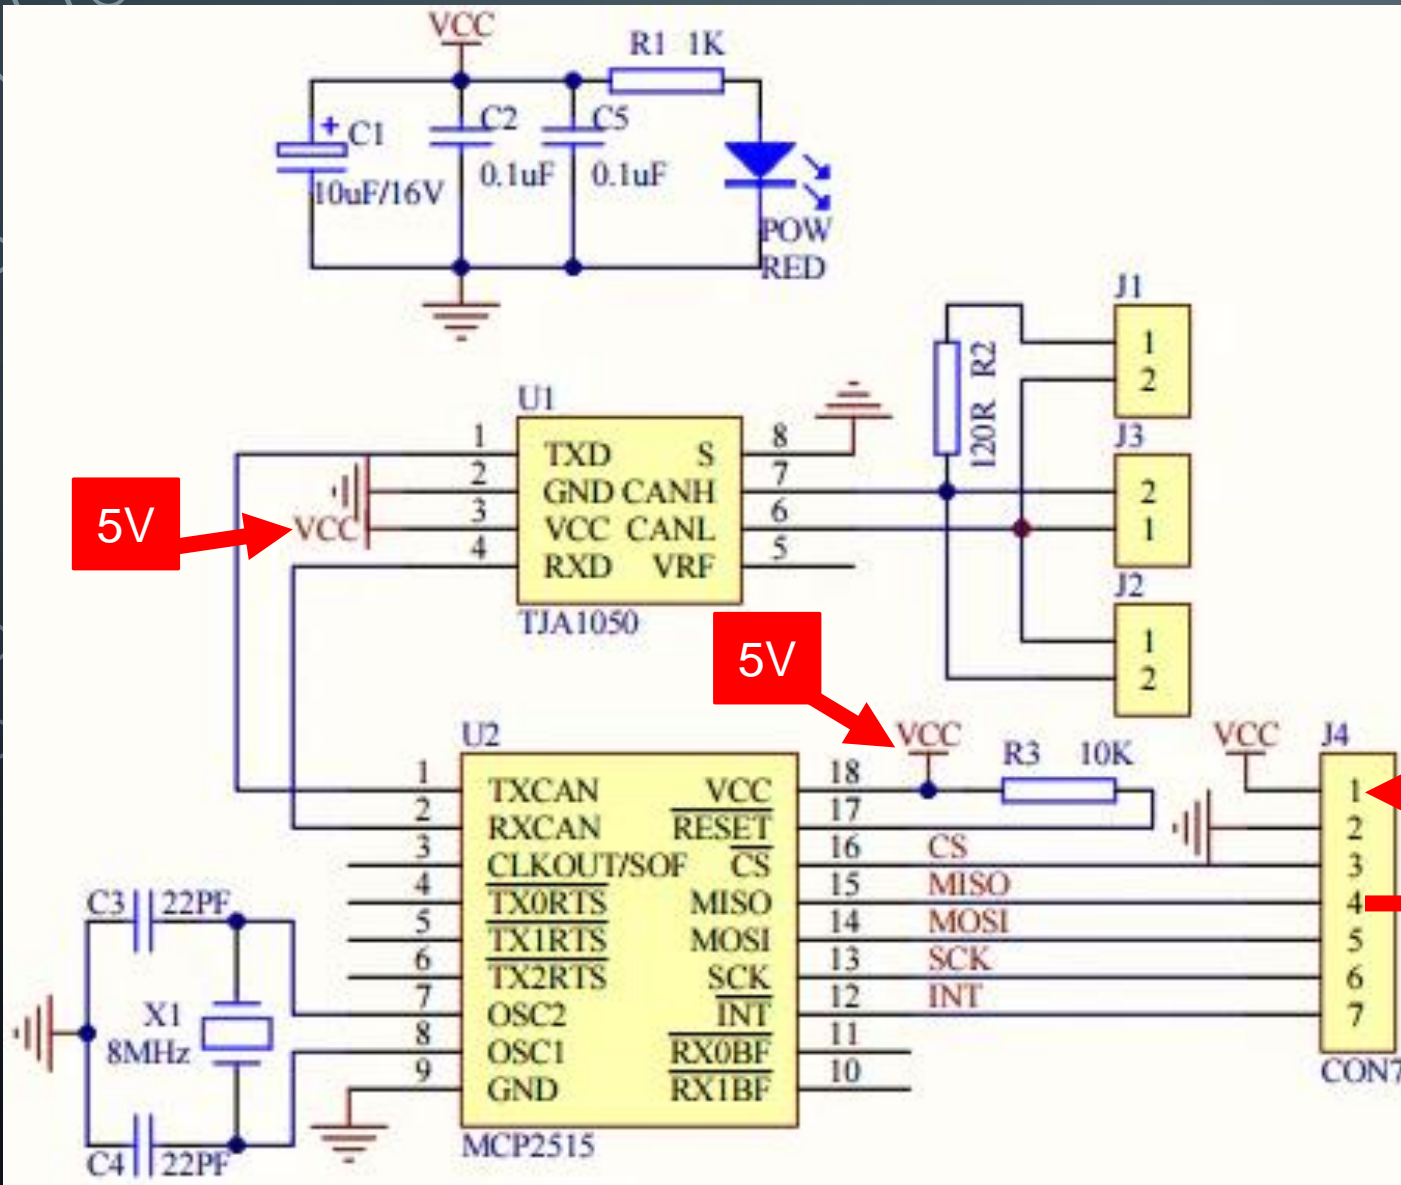 VCC
R1 1K
+ C1
10uF/16V
C2
0.1uF
C5
0.1uF
POW
RED
J1
1
2
R2
120R
J3
2
1
J2
1
2
U1
1 TXD S 8
2 GND CANH 7
3 VCC CANL 6
4 RXD VRF 5
TJA1050
5V
VCC
5V
VCC
R3 10K
VCC
J4
U2
1 TXCAN VCC 18
2 RXCAN RESET 17
3 CLKOUT/SOF CS 16
4 TX0RTS MISO 15
5 TX1RTS MOSI 14
6 TX2RTS SCK 13
7 OSC2 INT 12
8 OSC1 RX0BF 11
9 GND RX1BF 10
MCP2515
CS
MISO
MOSI
SCK
INT
1
2
3
4
5
6
7
CON7
C3 22PF
X1
8MHz
C4 22PF